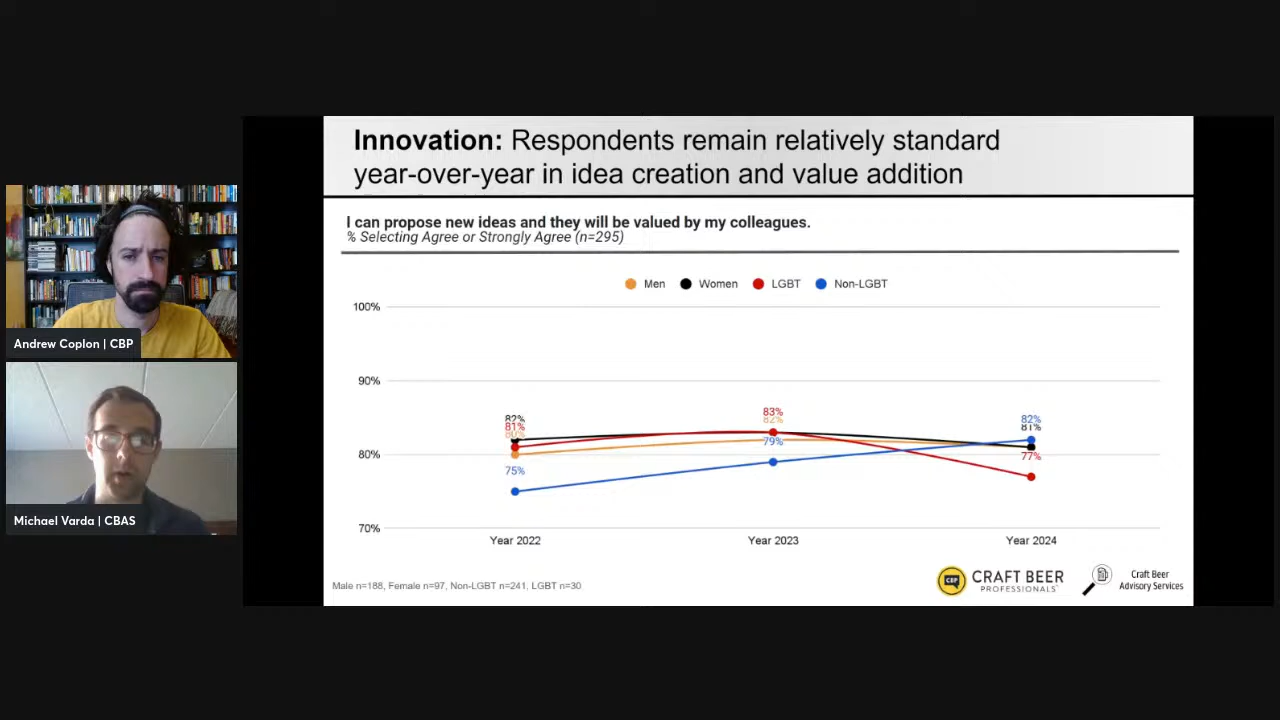 Innovation: Respondents remain relatively standard
year-over-year in idea creation and value addition
I can propose new ideas and they will be valued by my colleagues.
% Selecting Agree or Strongly Agree (n=295)
Men Women LGBT Non-LGBT
100%
90%
80%
70%
82%
81%
80%
75%
83%
82%
79%
82%
81%
77%
Year 2022 Year 2023 Year 2024
Male n=188, Female n=97, Non-LGBT n=241, LGBT n=30
CBP
CRAFT BEER
PROFESSIONALS
Craft Beer
Advisory Services
Andrew Coplon | CBP
Michael Varda | CBAS